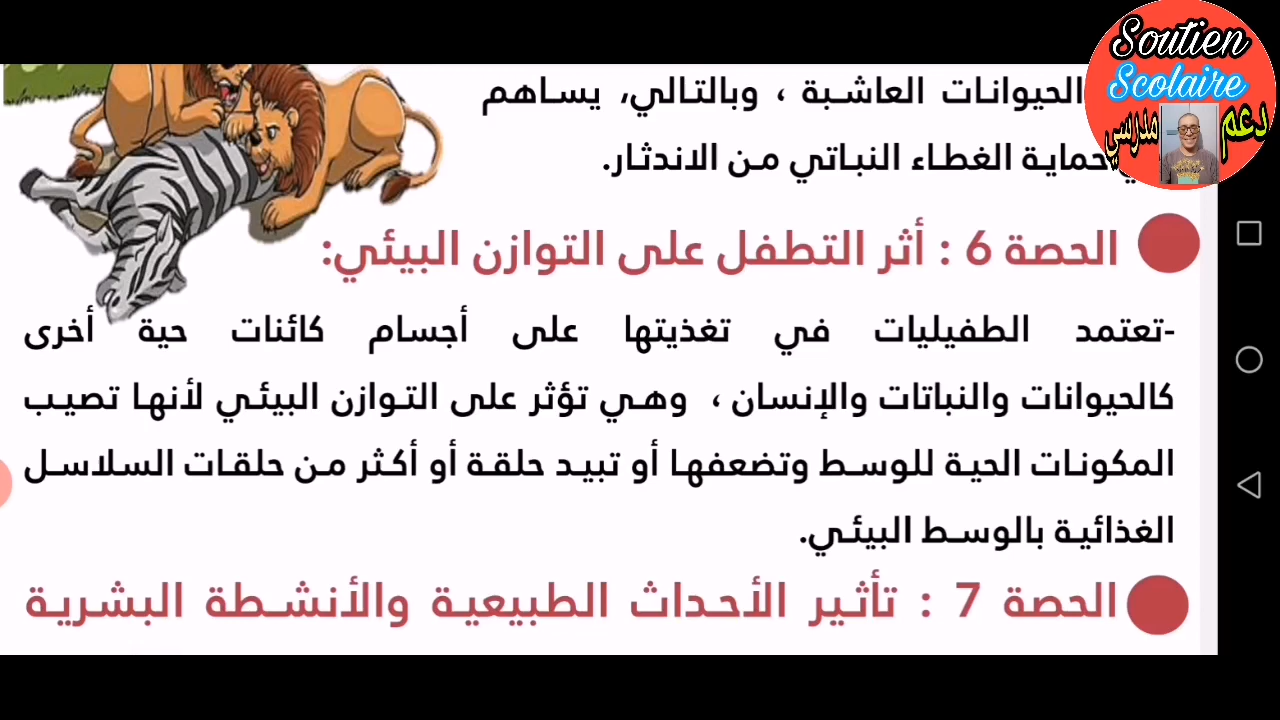 Soutien
Scolaire
دعم مدرسي
الحيوانات العاشبة ، وبالتالي، يساهم
حماية الغطاء النباتي من الاندثار.
الحصة 6 : أثر التطفل على التوازن البيئي:
-تعتمد الطفيليات في تغذيتها على أجسام كائنات حية أخرى
كالحيوانات والنباتات والإنسان ، وهي تؤثر على التوازن البيئي لأنها تصيب
المكونات الحية للوسط وتضعفها أو تبيد حلقة أو أكثر من حلقات السلاسل
الغذائية بالوسط البيئي.
الحصة 7 : تأثير الأحداث الطبيعية والأنشطة البشرية